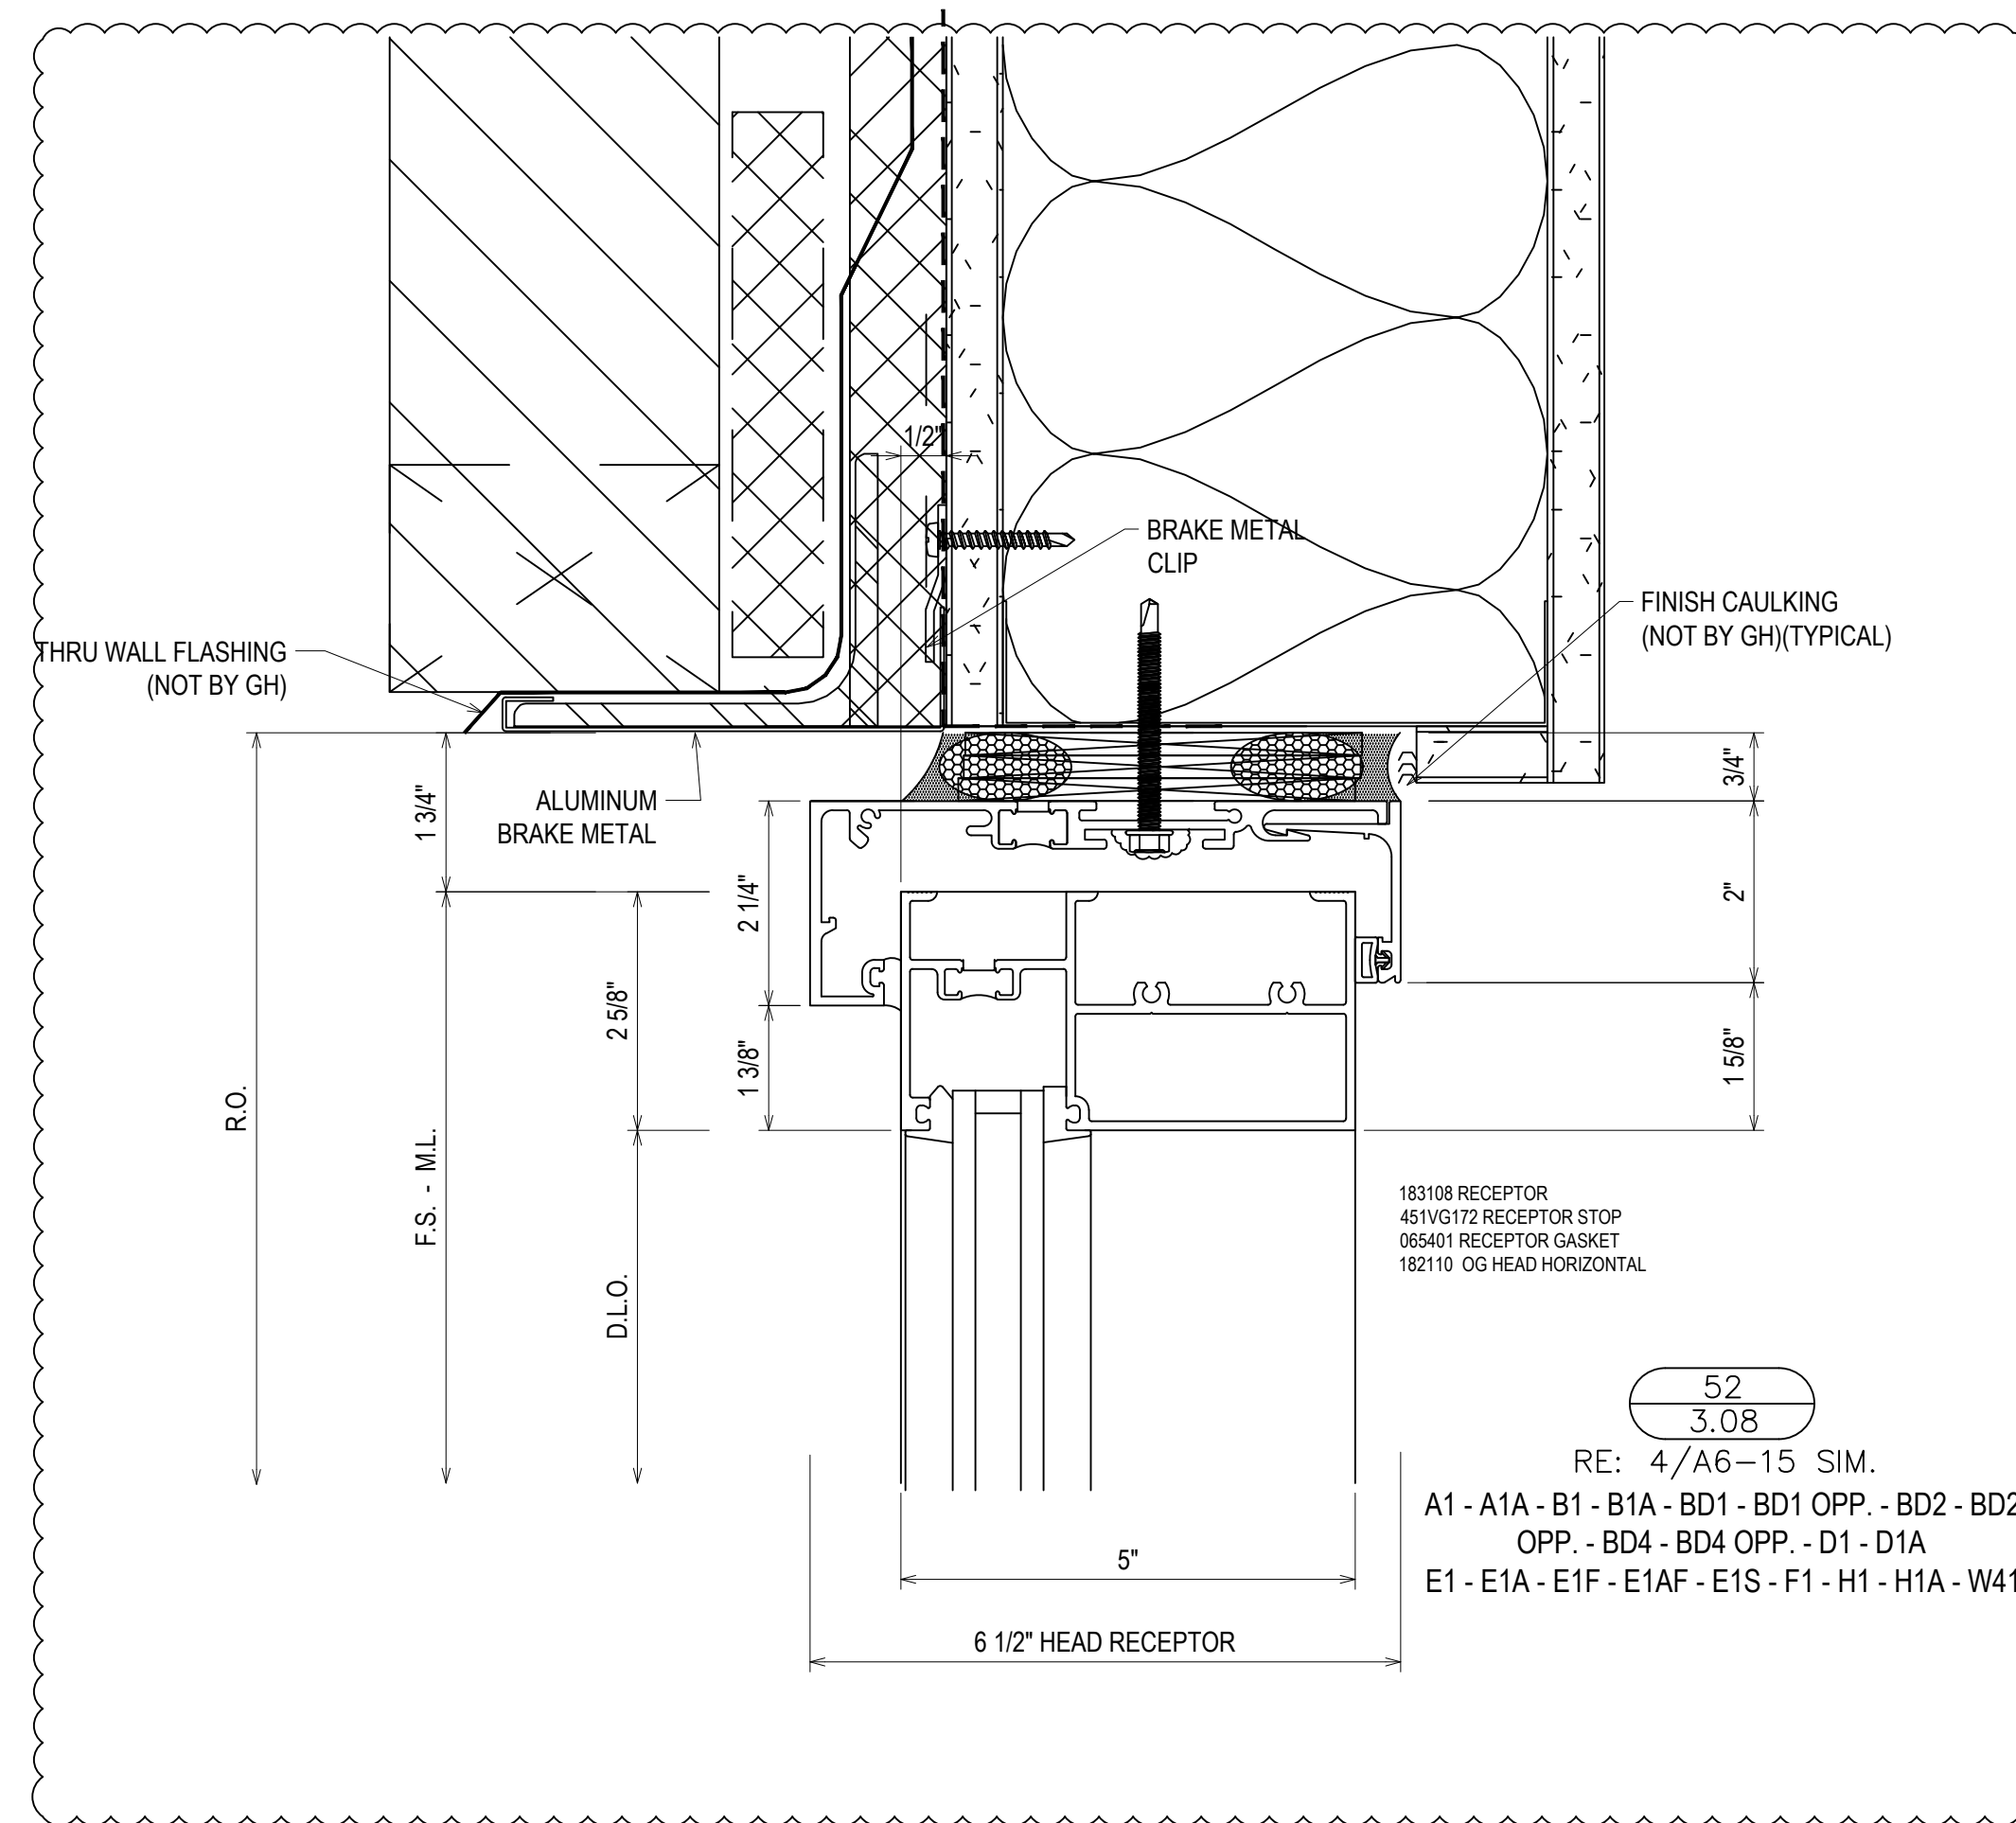 1/2"
BRAKE METAL
CLIP
FINISH CAULKING
(NOT BY GH)(TYPICAL)
THRU WALL FLASHING
(NOT BY GH)
ALUMINUM
BRAKE METAL
1 3/4"
3/4"
2 1/4"
2"
2 5/8"
1 3/8"
1 5/8"
R.O.
F.S. - M.L.
D.L.O.
183108 RECEPTOR
451VG172 RECEPTOR STOP
065401 RECEPTOR GASKET
182110 OG HEAD HORIZONTAL
52
3.08
RE: 4/A6-15 SIM.
A1 - A1A - B1 - B1A - BD1 - BD1 OPP. - BD2 - BD2
OPP. - BD4 - BD4 OPP. - D1 - D1A
E1 - E1A - E1F - E1AF - E1S - F1 - H1 - H1A - W41
5"
6 1/2" HEAD RECEPTOR